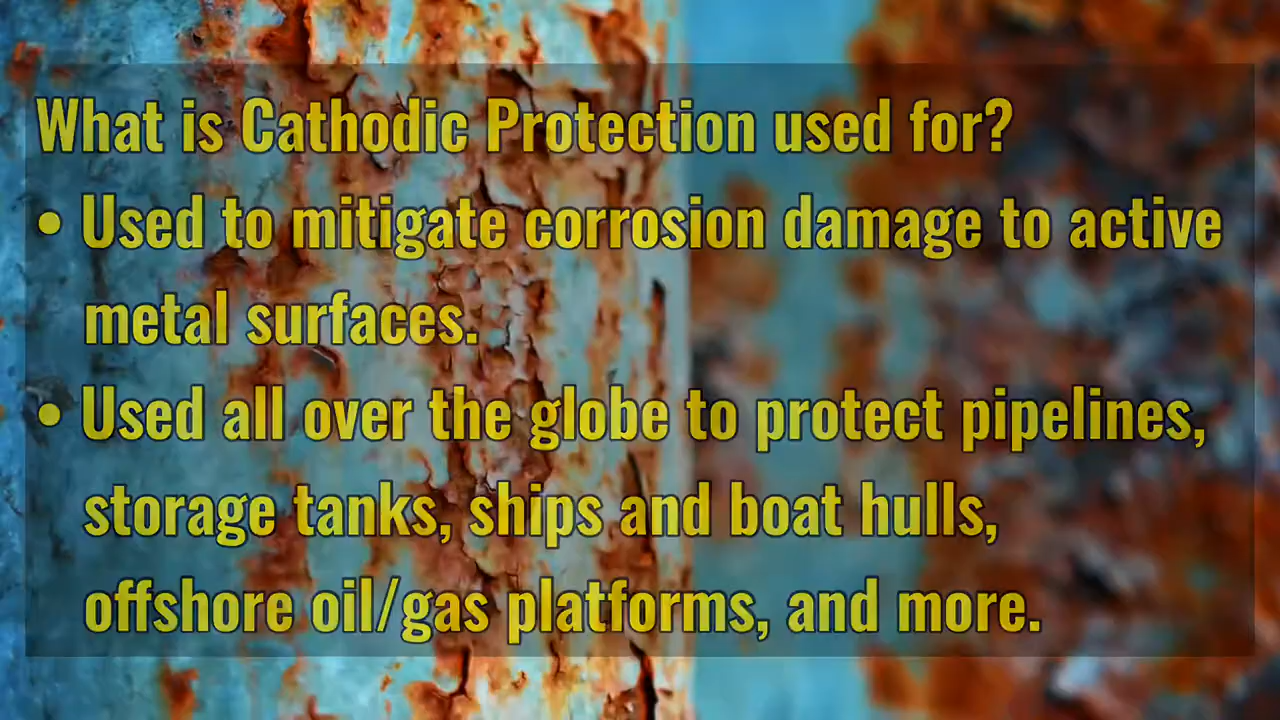 What is Cathodic Protection used for?
• Used to mitigate corrosion damage to active
metal surfaces.
• Used all over the globe to protect pipelines,
storage tanks, ships and boat hulls,
offshore oil/gas platforms, and more.